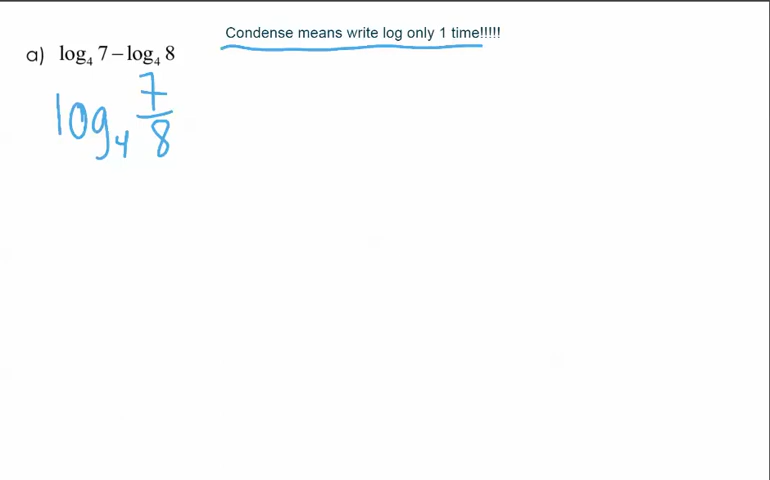 Condense means write log only 1 time!!!!!
a) log₄ 7 − log₄ 8
log₄ 7/8